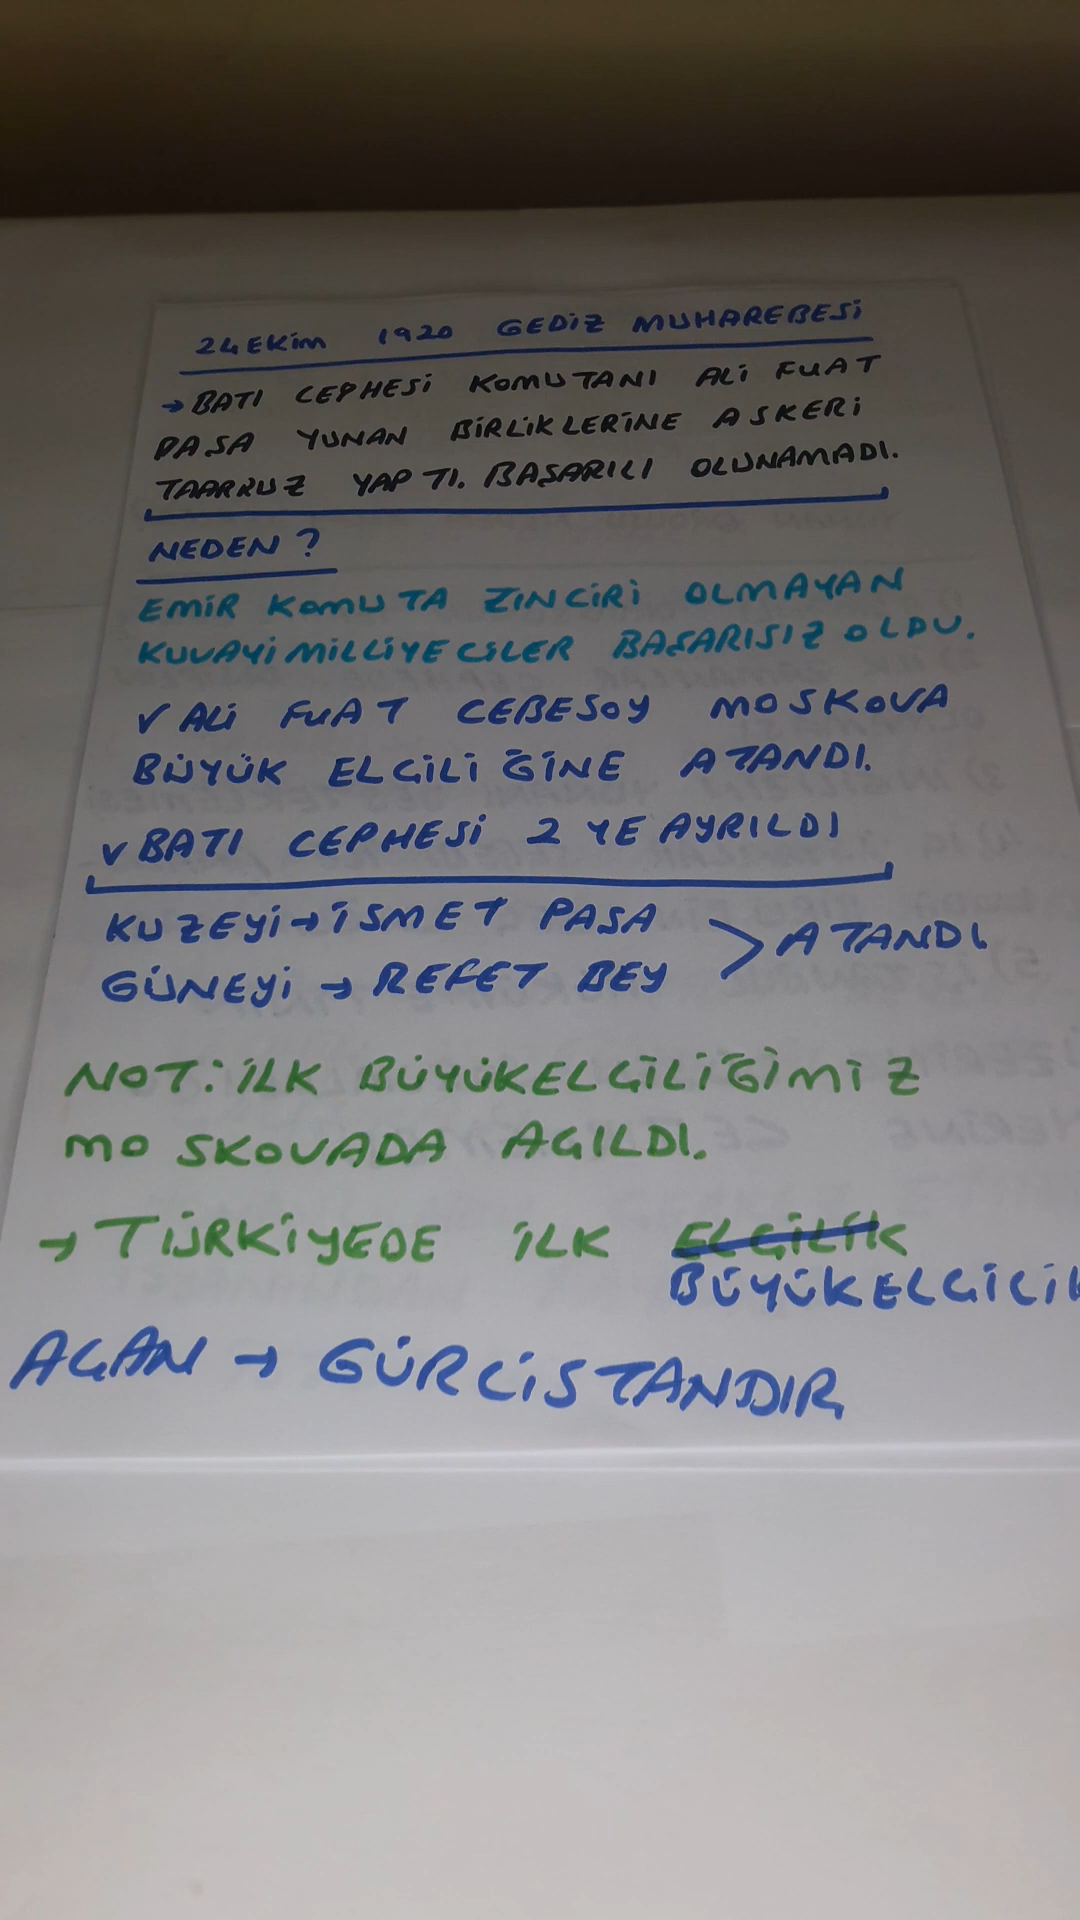 24 EKİM 1920 GEDİZ MUHAREBESİ
→ BATI CEPHESİ KOMUTANI ALİ FUAT
PAŞA YUNAN BİRLİKLERİNE ASKERİ
TAARRUZ YAPTI. BAŞARILI OLUNAMADI.
NEDEN ?
EMİR KOMUTA ZINCİRİ OLMAYAN
KUVAYİMİLLİYECİLER BAŞARISIZ OLDU.
✓ ALİ FUAT CEBESOY MOSKOVA
BÜYÜK ELÇİLİĞİNE ATANDI.
✓ BATI CEPHESİ 2 YE AYRILDI
KUZEYİ → İSMET PAŞA
GÜNEYİ → REFET BEY > ATANDI
NOT: İLK BÜYÜKELÇİLİĞİMİZ
MOSKOVADA AÇILDI.
→ TÜRKİYEDE İLK ELÇİLİK
BÜYÜKELÇİLİK
AÇAN → GÜRCİSTANDIR